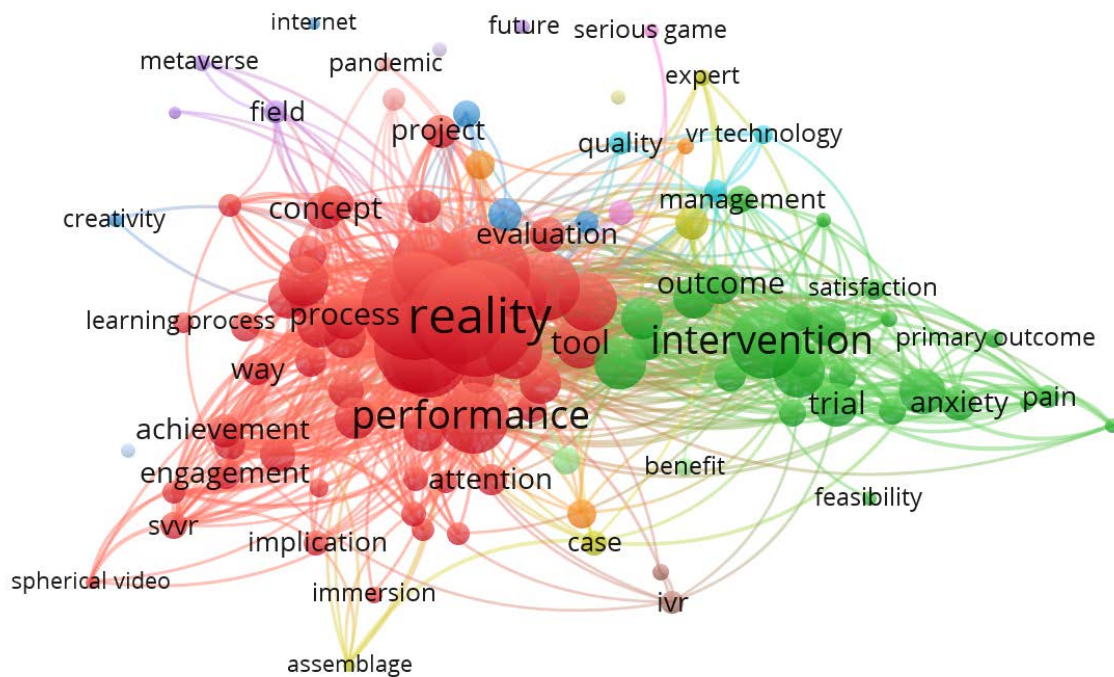 internet
future
serious game
metaverse
pandemic
expert
field
project
quality
vr technology
creativity
concept
management
evaluation
outcome
satisfaction
learning process
process
reality
tool
intervention
primary outcome
way
performance
trial
anxiety
pain
achievement
engagement
attention
benefit
feasibility
svvr
implication
case
spherical video
immersion
ivr
assemblage